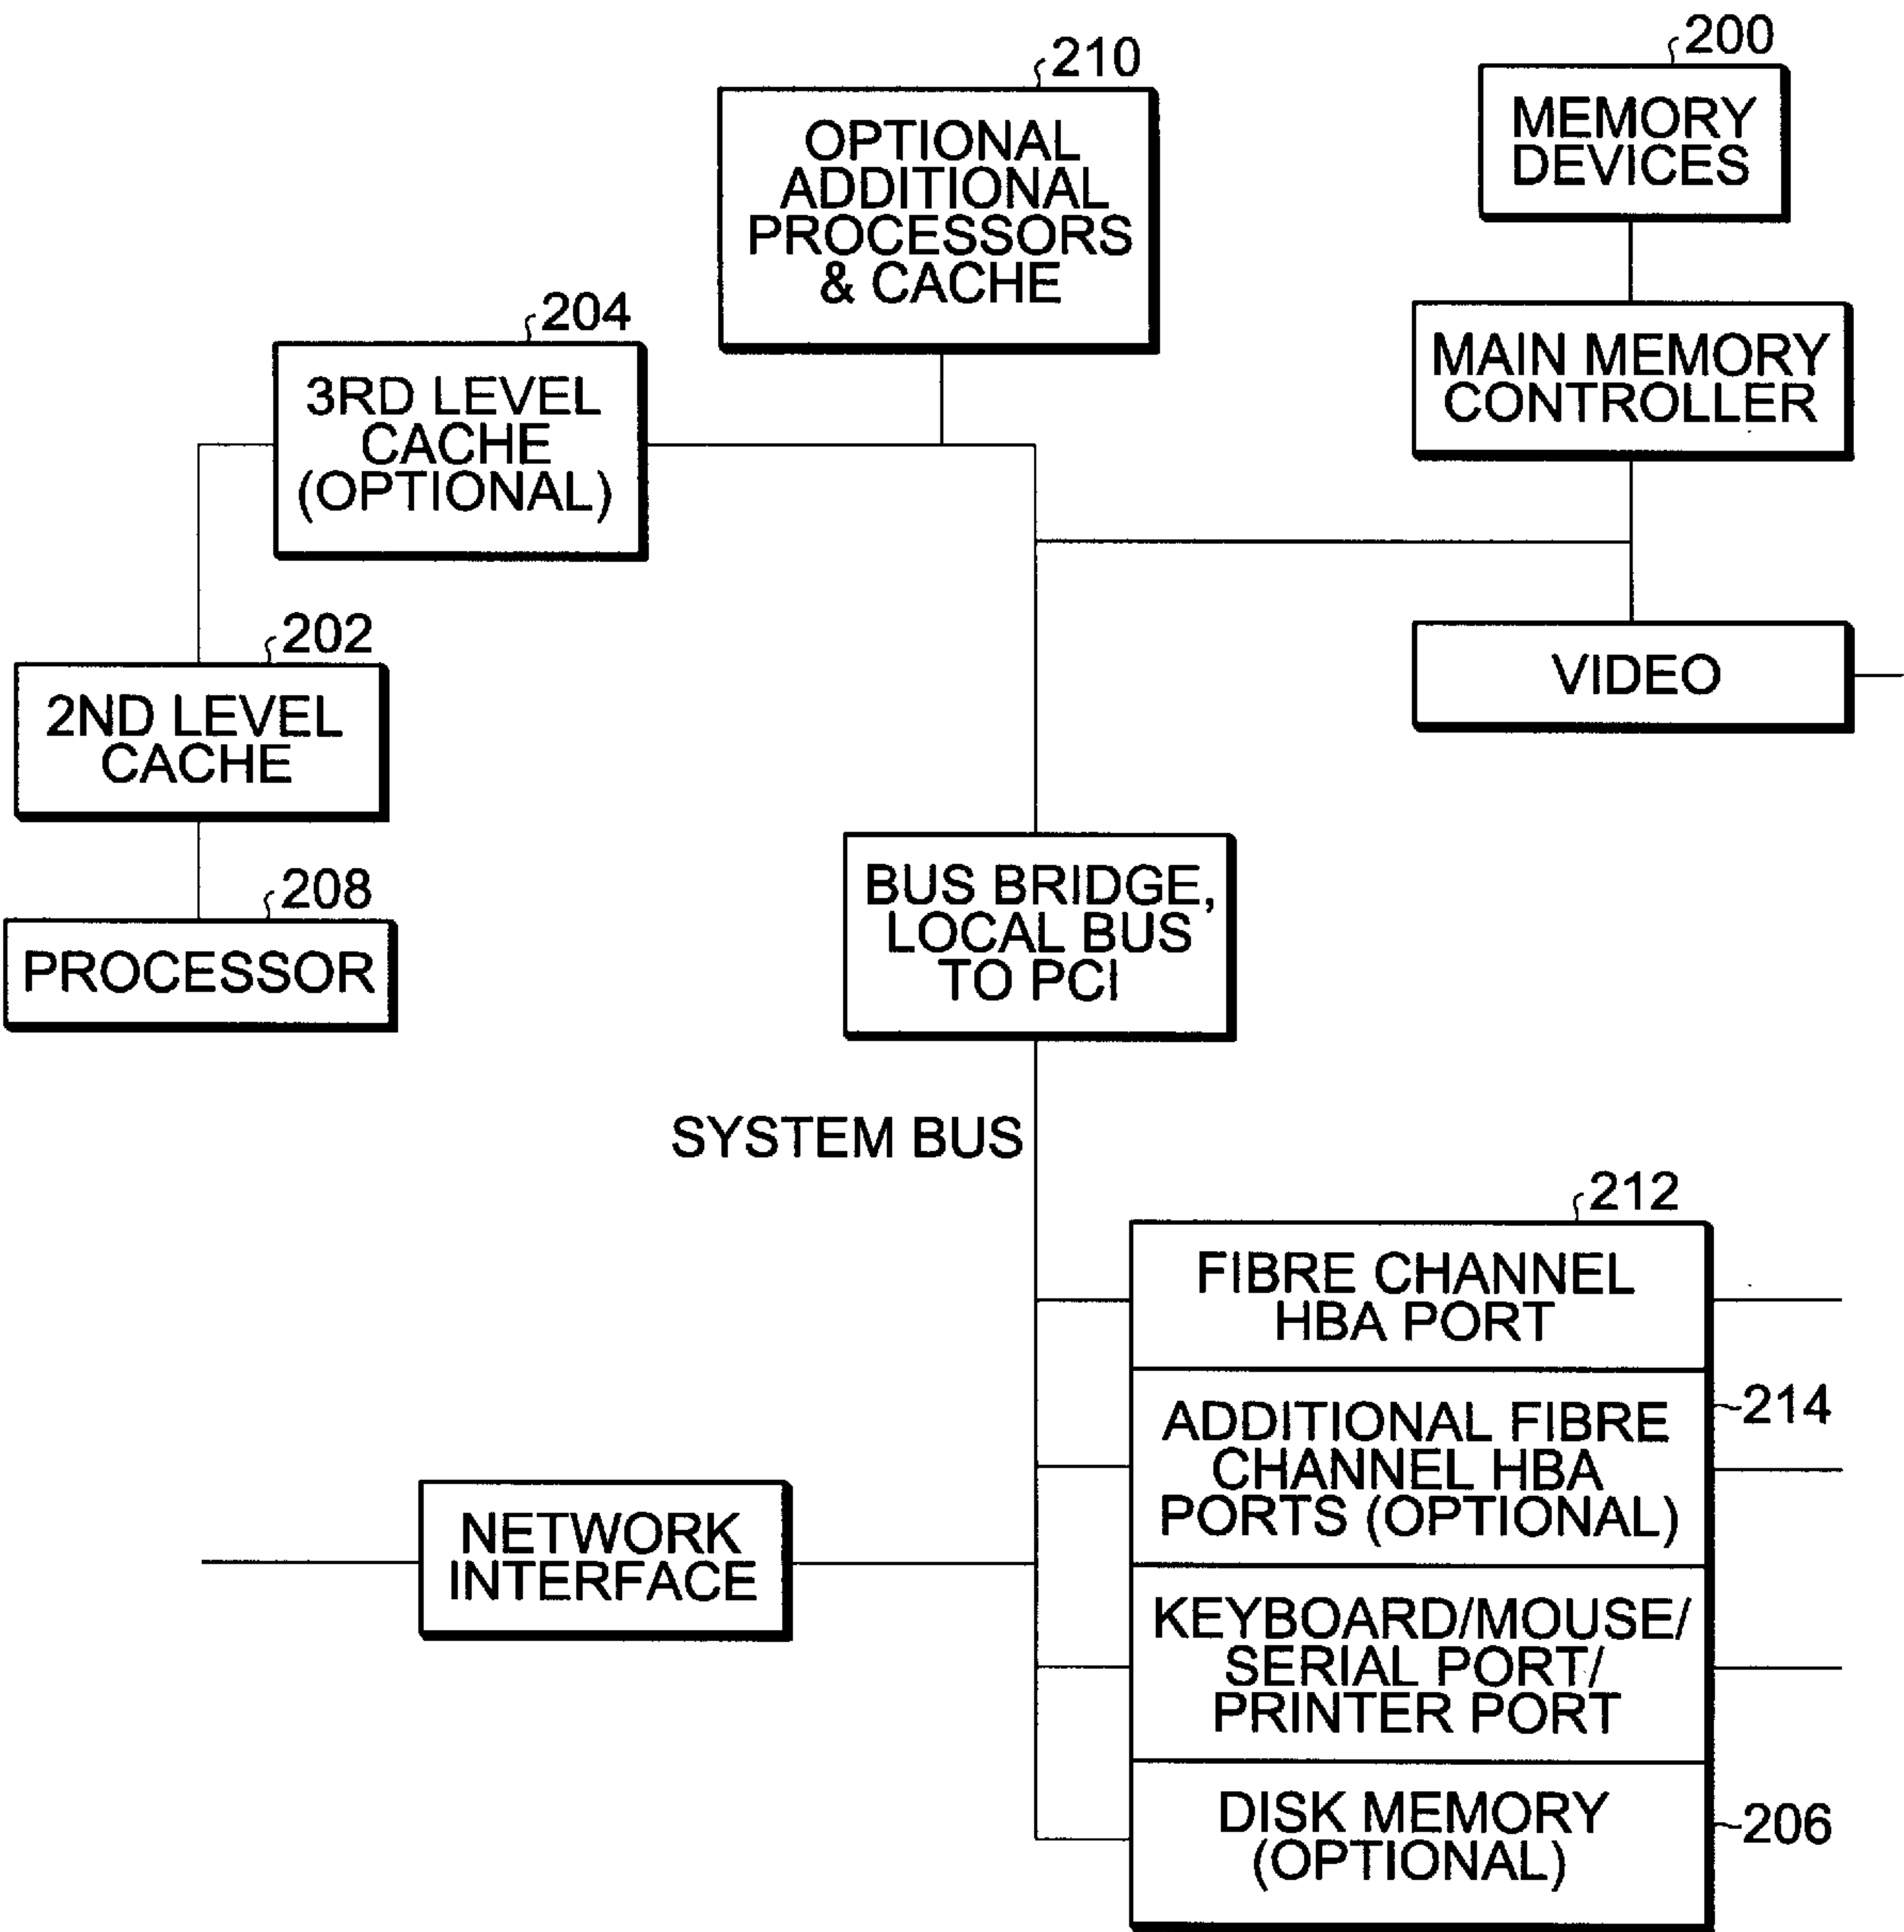 200
MEMORY
DEVICES
210
OPTIONAL
ADDITIONAL
PROCESSORS
& CACHE
204
3RD LEVEL
CACHE
(OPTIONAL)
MAIN MEMORY
CONTROLLER
202
2ND LEVEL
CACHE
VIDEO
208
PROCESSOR
BUS BRIDGE,
LOCAL BUS
TO PCI
SYSTEM BUS
212
FIBRE CHANNEL
HBA PORT
214
ADDITIONAL FIBRE
CHANNEL HBA
PORTS (OPTIONAL)
NETWORK
INTERFACE
KEYBOARD/MOUSE/
SERIAL PORT/
PRINTER PORT
DISK MEMORY
(OPTIONAL)
206